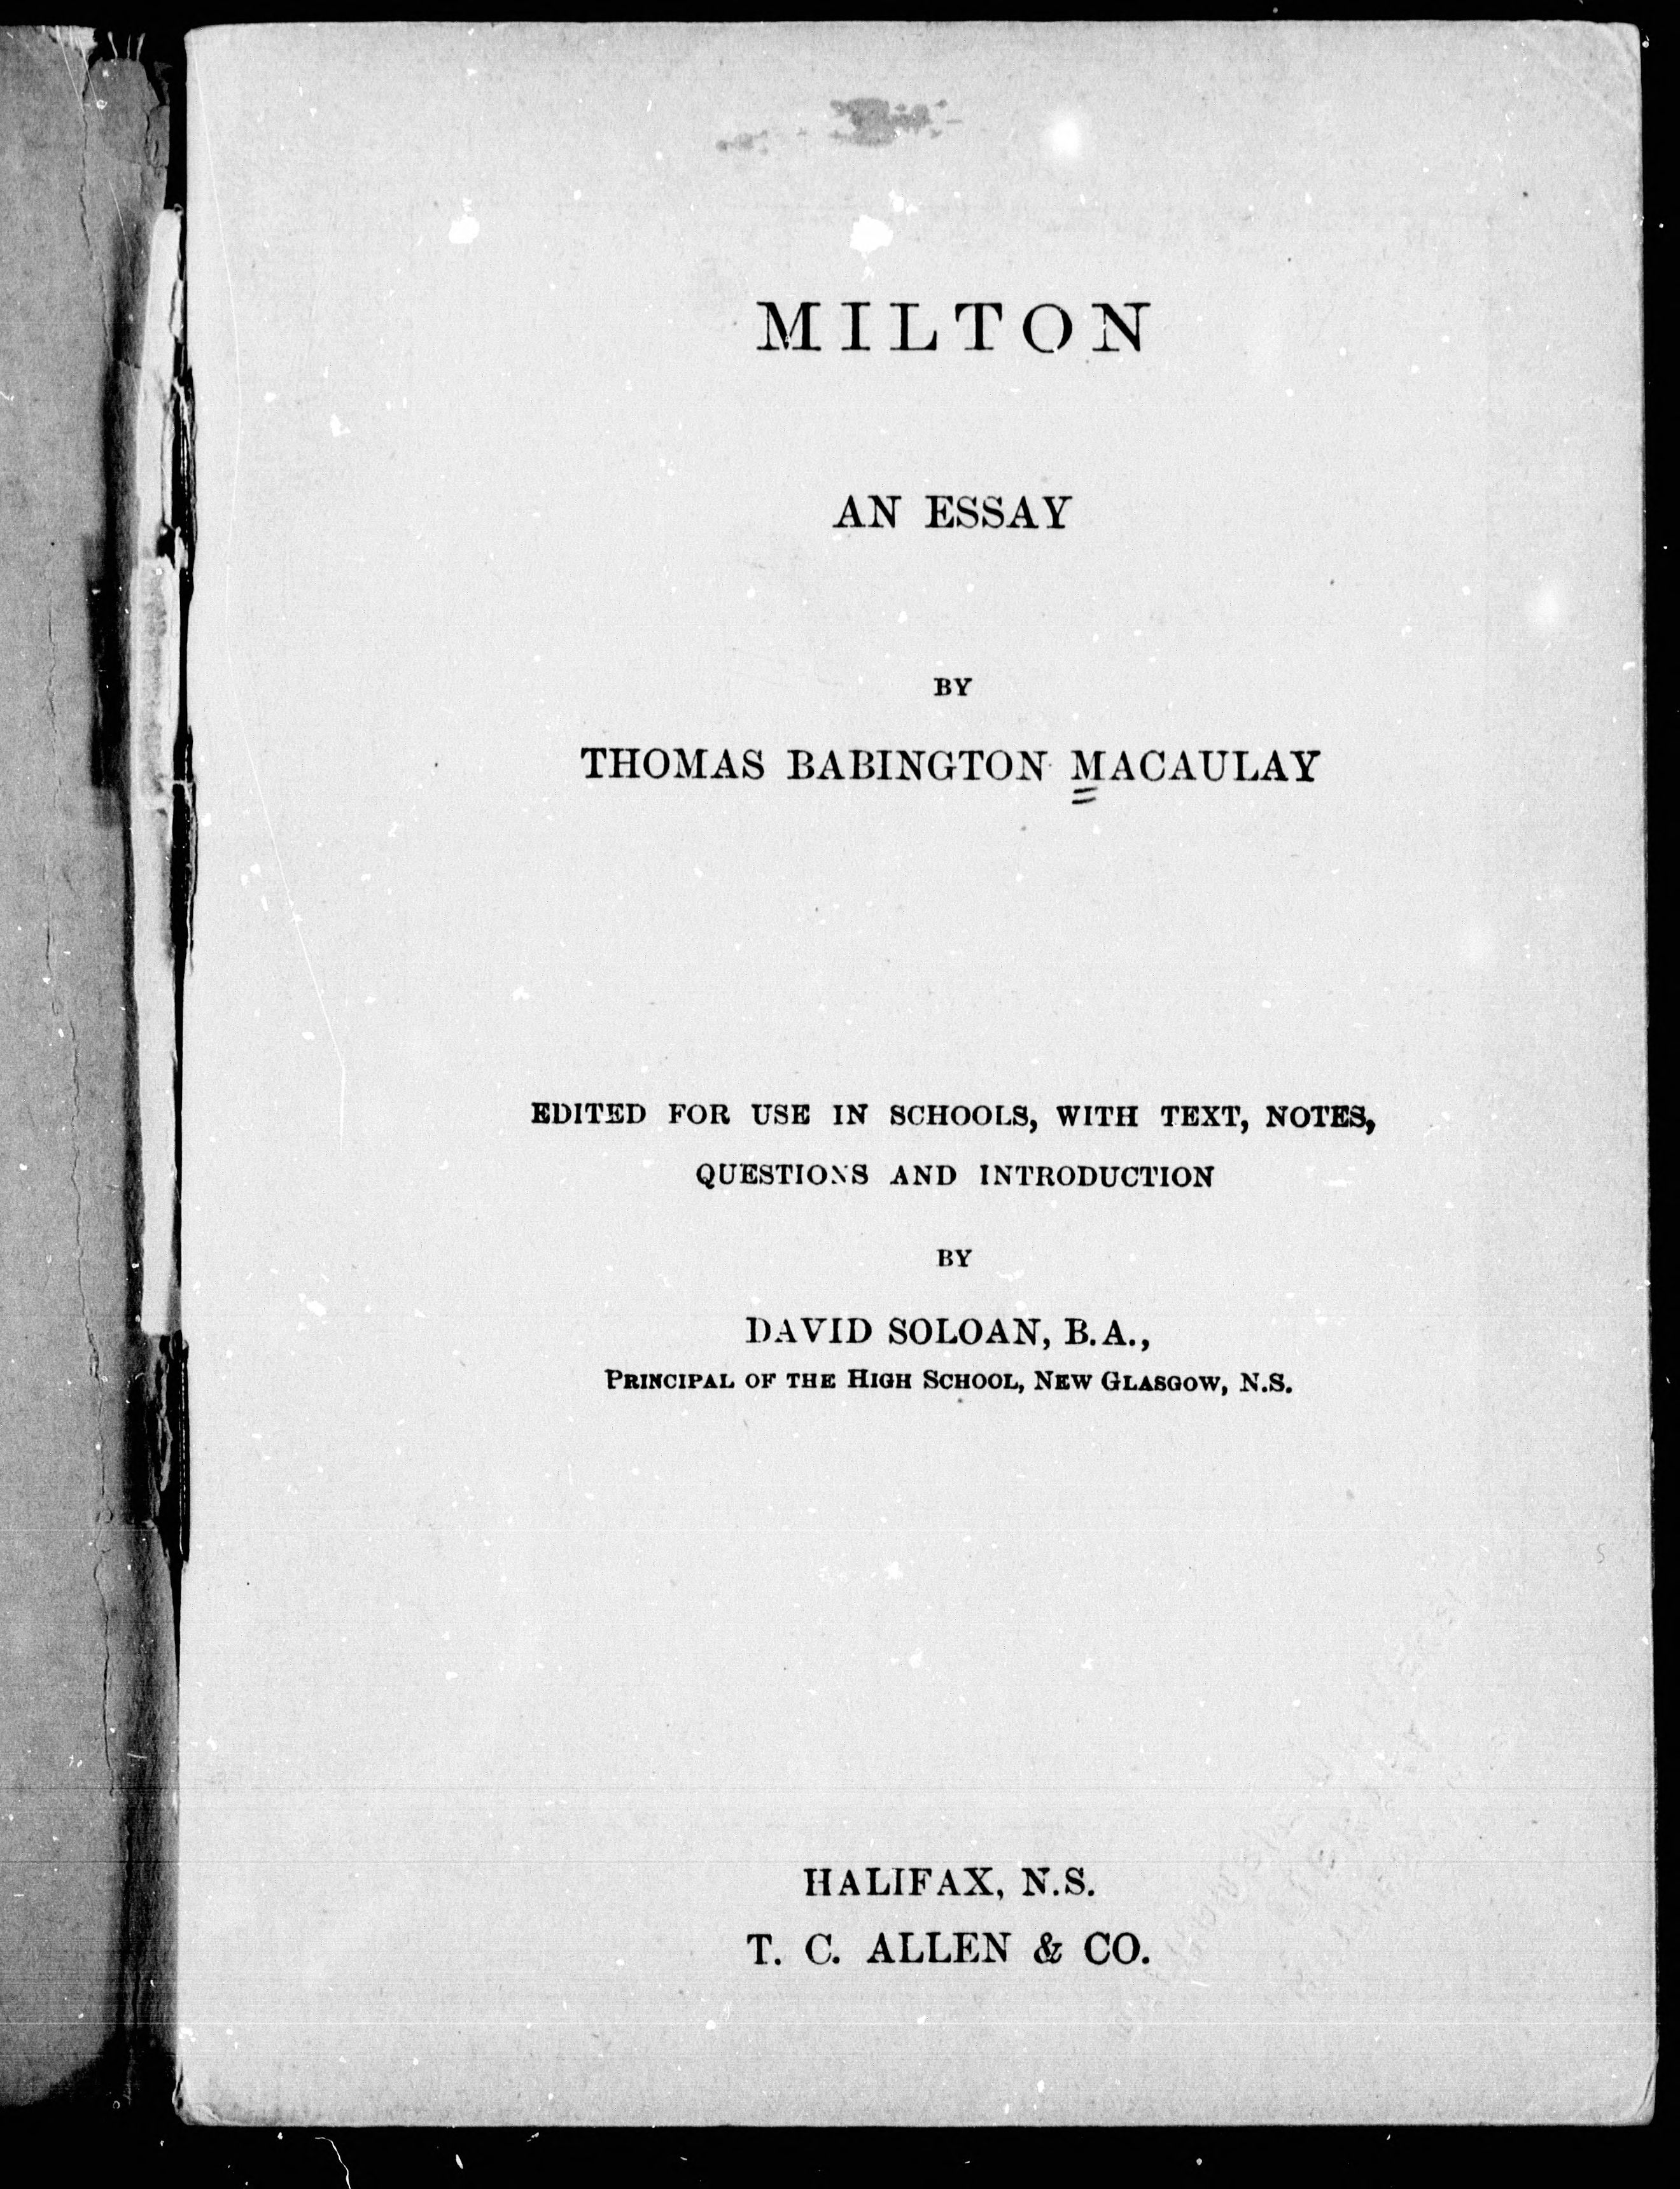 MILTON
AN ESSAY
BY
THOMAS BABINGTON MACAULAY
EDITED FOR USE IN SCHOOLS, WITH TEXT, NOTES,
QUESTIONS AND INTRODUCTION
BY
DAVID SOLOAN, B.A.,
PRINCIPAL OF THE HIGH SCHOOL, NEW GLASGOW, N.S.
HALIFAX, N.S.
T. C. ALLEN & CO.